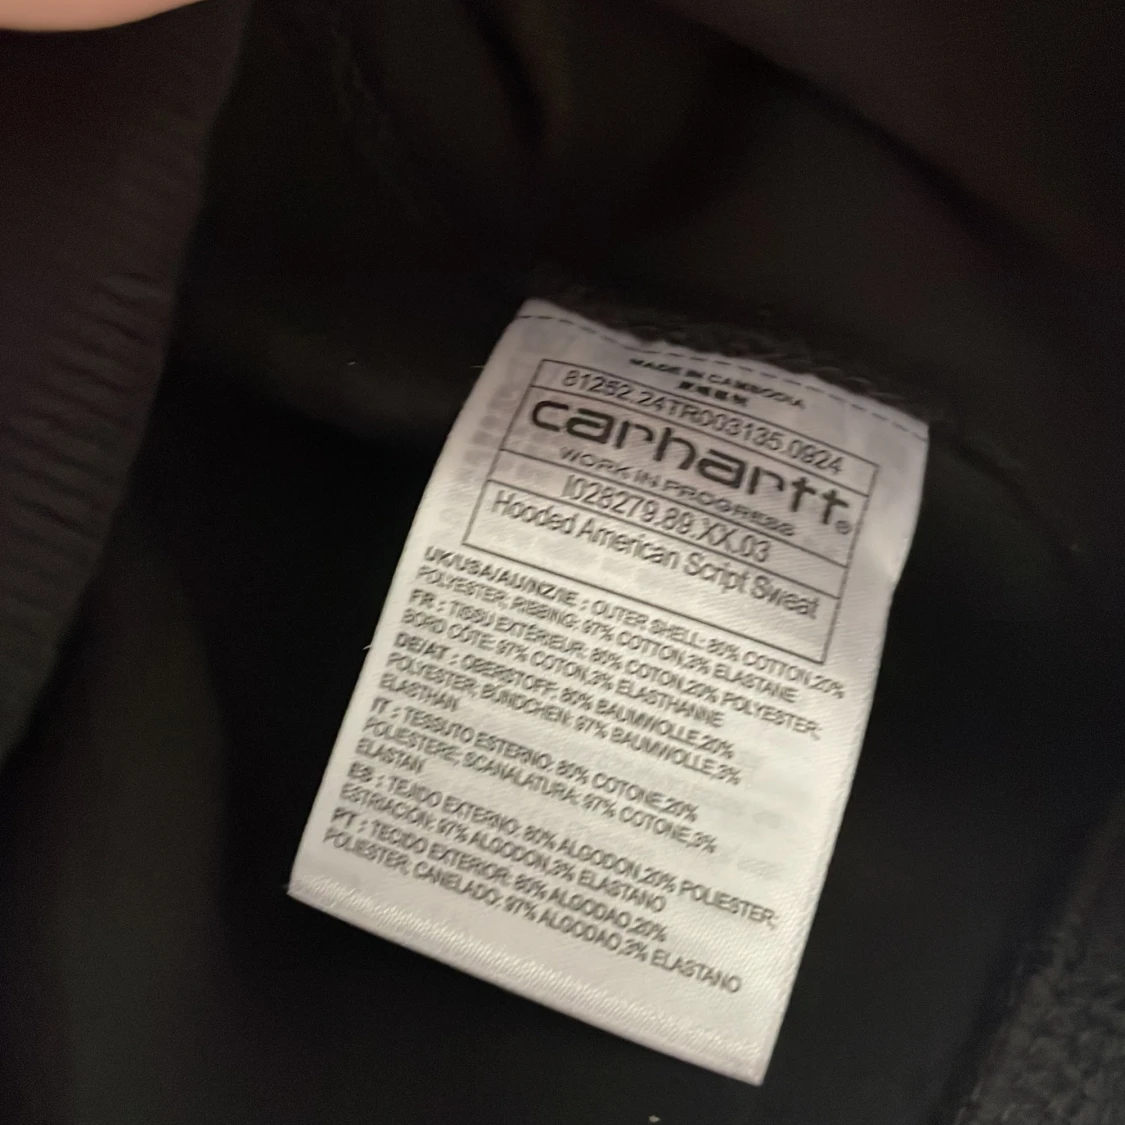 MADE IN CAMBODIA
81252.24TR003135.0924
carhartt®
WORK IN PROGRESS
I028279.89.XX.03
Hooded American Script Sweat
UK/USA/AU/NZ/IE : OUTER SHELL: 80% COTTON,20%
POLYESTER; RIBBING: 97% COTTON,3% ELASTANE
FR : TISSU EXTÉRIEUR: 80% COTON,20% POLYESTER;
BORD CÔTE: 97% COTON,3% ELASTHANNE
DE/AT : OBERSTOFF: 80% BAUMWOLLE,20%
POLYESTER; BÜNDCHEN: 97% BAUMWOLLE,3%
ELASTHAN
IT : TESSUTO ESTERNO: 80% COTONE,20%
POLIESTERE; SCANALATURA: 97% COTONE,3%
ELASTAN
ES : TEJIDO EXTERNO: 80% ALGODON,20% POLIESTER;
ESTRIACION: 97% ALGODON,3% ELASTANO
PT : TECIDO EXTERIOR: 80% ALGODAO,20%
POLIESTER; CANELADO: 97% ALGODAO,3% ELASTANO